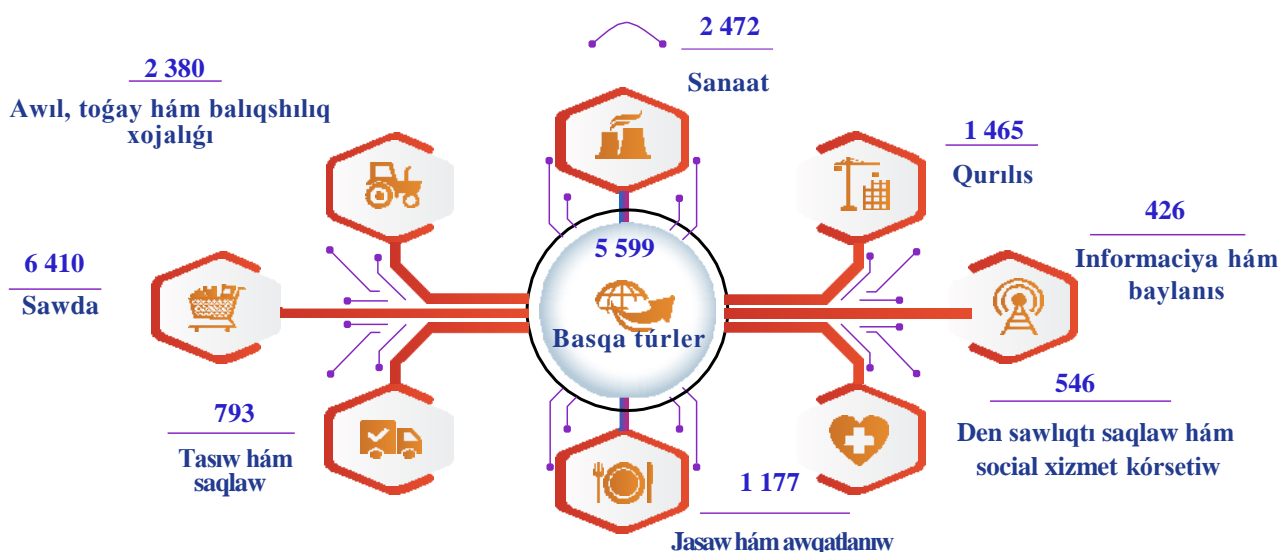 2 472
Sanaat
2 380
Awıl, toǵay hám balıqshılıq
xojalıǵı
1 465
Qurılıs
426
Informaciya hám
baylanıs
6 410
Sawda
5 599
Basqa túrler
793
Tasıw hám
saqlaw
546
Den sawlıqtı saqlaw hám
social xizmet kórsetiw
1 177
Jasaw hám awqatlanıw